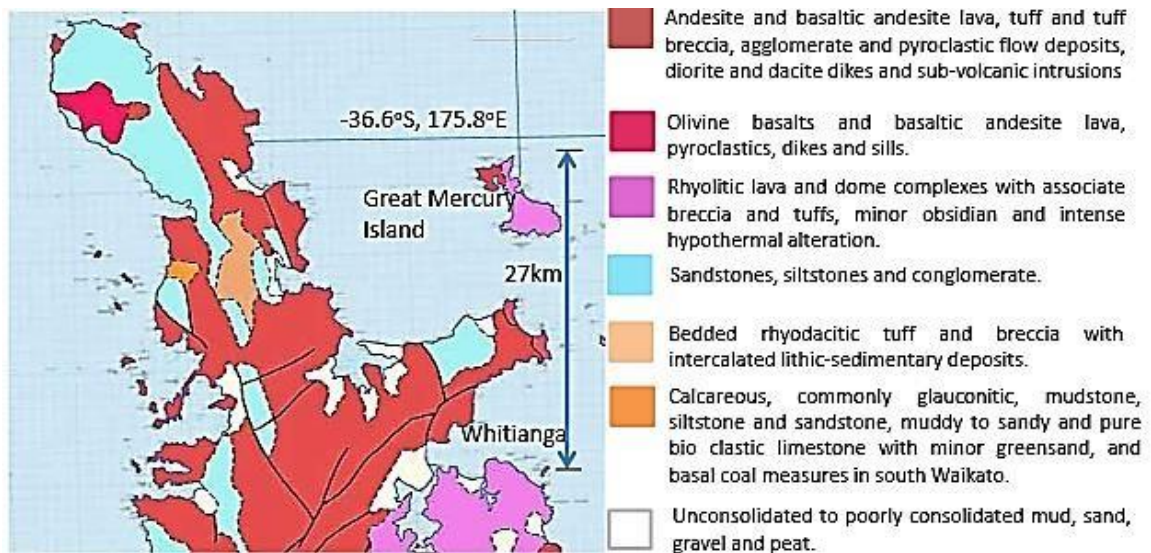 Andesite and basaltic andesite lava, tuff and tuff
breccia, agglomerate and pyroclastic flow deposits,
diorite and dacite dikes and sub-volcanic intrusions
-36.6°S, 175.8°E
Olivine basalts and basaltic andesite lava,
pyroclastics, dikes and sills.
Great Mercury
Island
Rhyolitic lava and dome complexes with associate
breccia and tuffs, minor obsidian and intense
hypothermal alteration.
27km
Sandstones, siltstones and conglomerate.
Bedded rhyodacitic tuff and breccia with
intercalated lithic-sedimentary deposits.
Whitianga
Calcareous, commonly glauconitic, mudstone,
siltstone and sandstone, muddy to sandy and pure
bio clastic limestone with minor greensand, and
basal coal measures in south Waikato.
Unconsolidated to poorly consolidated mud, sand,
gravel and peat.